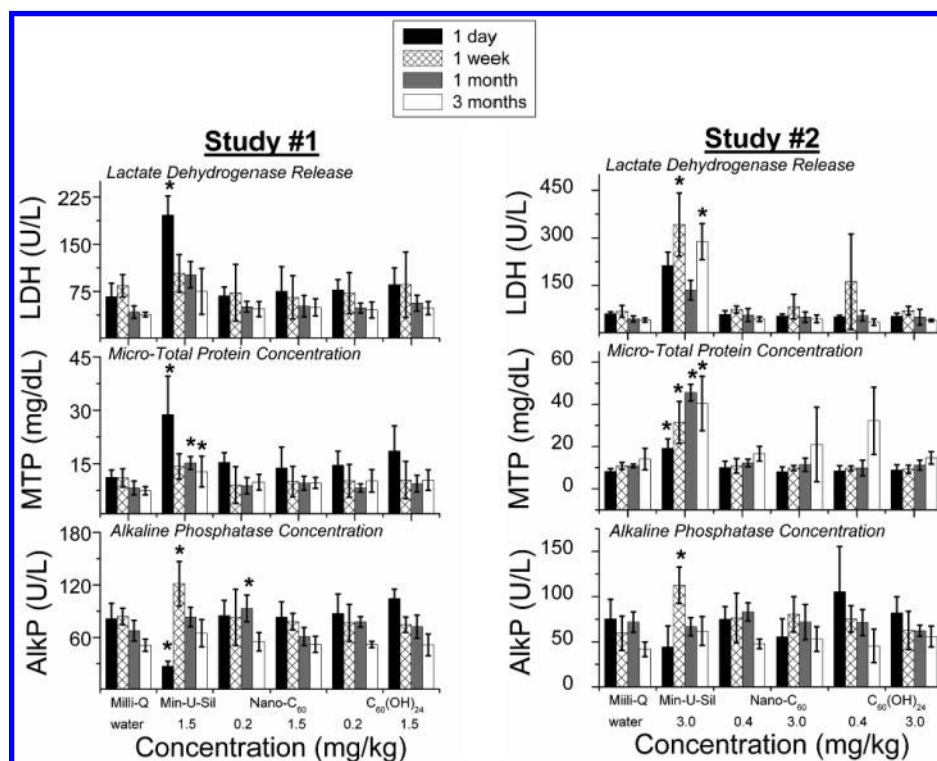 1 day
1 week
1 month
3 months
Study #1
Lactate Dehydrogenase Release
LDH (U/L)
225
150
75
*
Micro-Total Protein Concentration
MTP (mg/dL)
45
30
15
*
* *
Alkaline Phosphatase Concentration
AlkP (U/L)
180
120
60
*
*
*
Milli-Q Min-U-Sil Nano-C₆₀ C₆₀(OH)₂₄
water 1.5 0.2 1.5 0.2 1.5
Concentration (mg/kg)
Study #2
Lactate Dehydrogenase Release
LDH (U/L)
450
300
150
*
*
Micro-Total Protein Concentration
MTP (mg/dL)
60
40
20
0
* * * *
Alkaline Phosphatase Concentration
AlkP (U/L)
150
100
50
0
*
Miili-Q Min-U-Sil Nano-C₆₀ C₆₀(OH)₂₄
water 3.0 0.4 3.0 0.4 3.0
Concentration (mg/kg)